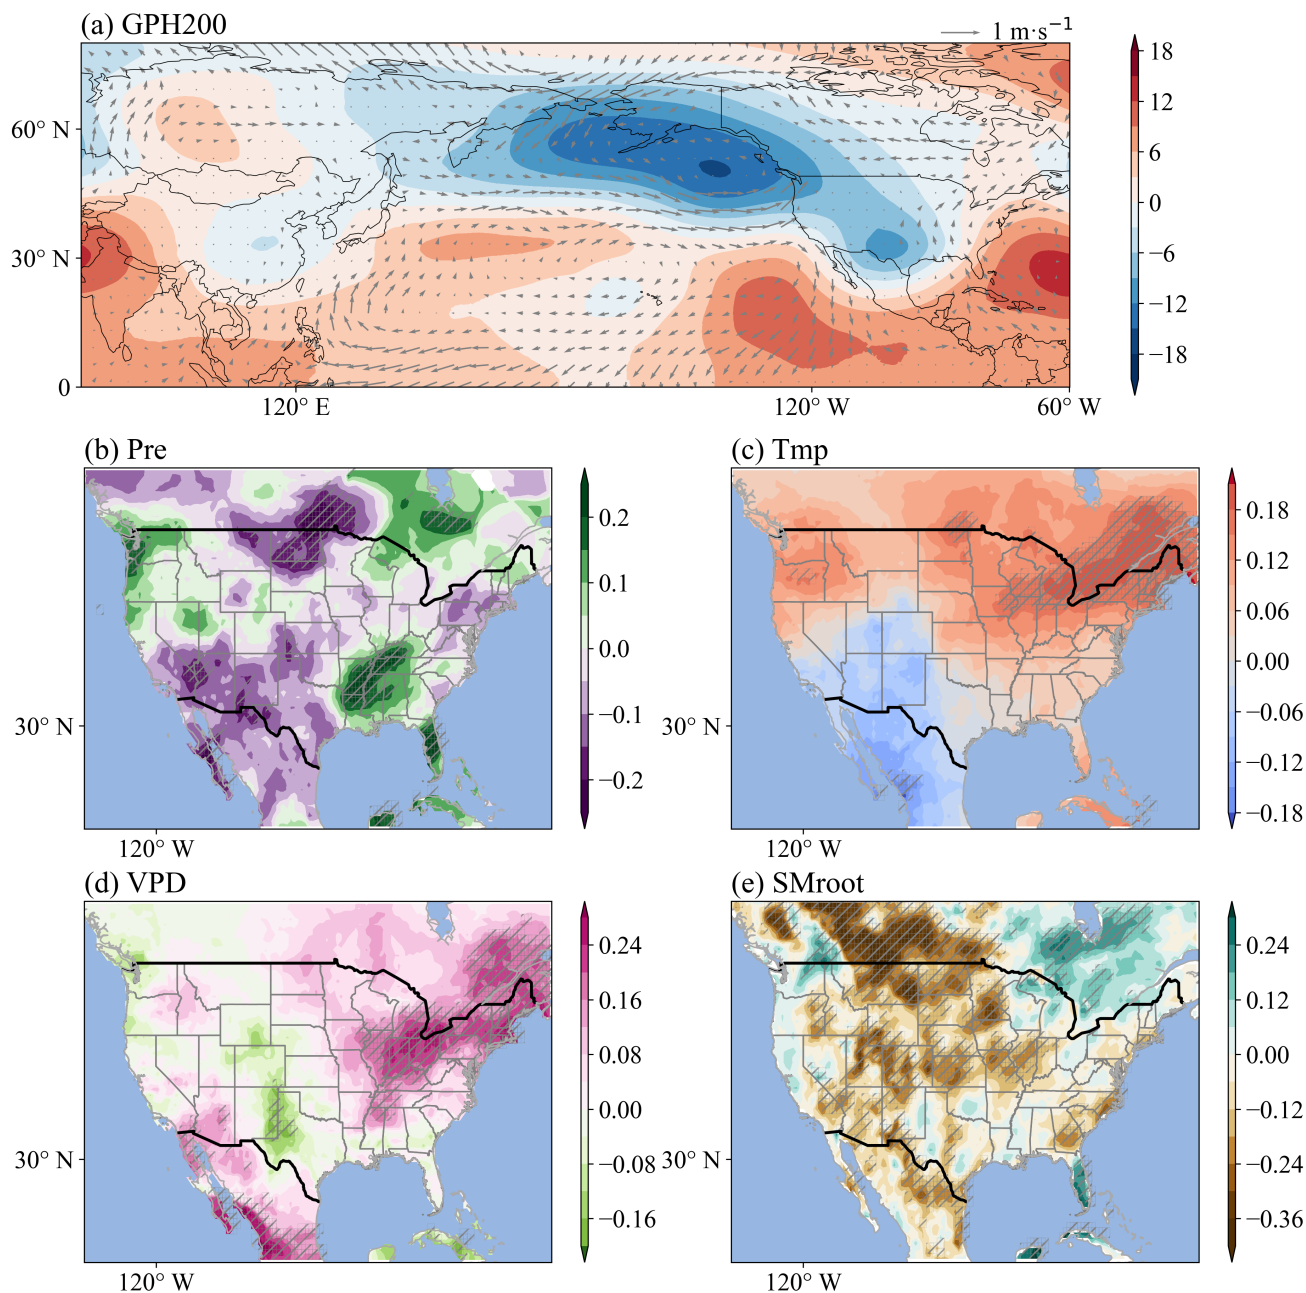 (a) GPH200
1 m·s⁻¹
60° N
30° N
0
120° E
120° W
60° W
18
12
6
0
−6
−12
−18
(b) Pre
30° N
120° W
0.2
0.1
0.0
−0.1
−0.2
(c) Tmp
30° N
120° W
0.18
0.12
0.06
0.00
−0.06
−0.12
−0.18
(d) VPD
30° N
120° W
0.24
0.16
0.08
0.00
−0.08
−0.16
(e) SMroot
30° N
120° W
0.24
0.12
0.00
−0.12
−0.24
−0.36